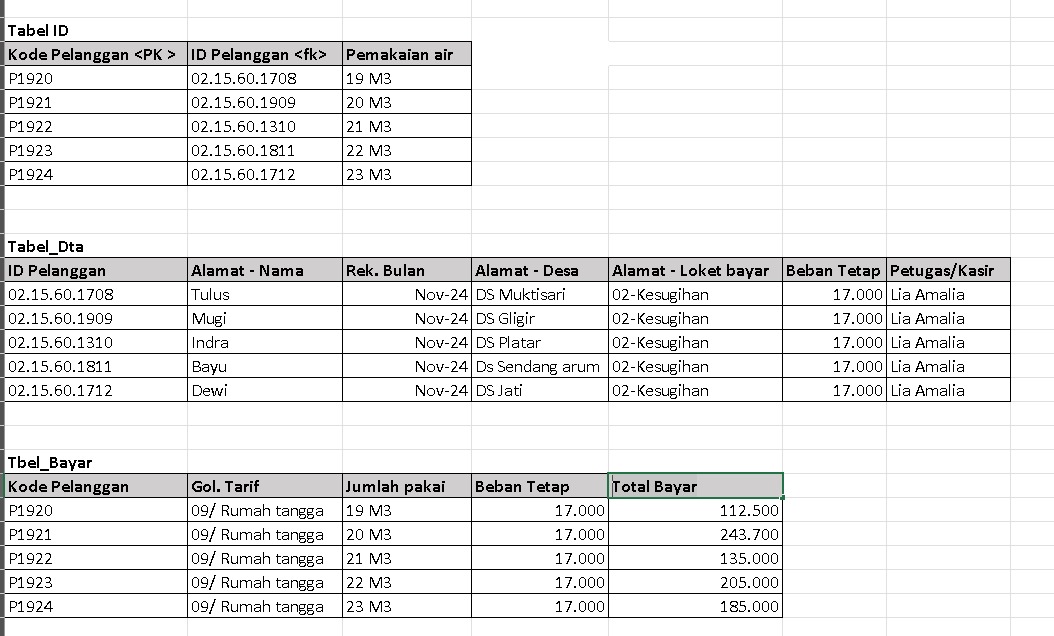 Tabel ID
Kode Pelanggan <PK > ID Pelanggan <fk> Pemakaian air
P1920 02.15.60.1708 19 M3
P1921 02.15.60.1909 20 M3
P1922 02.15.60.1310 21 M3
P1923 02.15.60.1811 22 M3
P1924 02.15.60.1712 23 M3
Tabel_Dta
ID Pelanggan Alamat - Nama Rek. Bulan Alamat - Desa Alamat - Loket bayar Beban Tetap Petugas/Kasir
02.15.60.1708 Tulus Nov-24 DS Muktisari 02-Kesugihan 17.000 Lia Amalia
02.15.60.1909 Mugi Nov-24 DS Gligir 02-Kesugihan 17.000 Lia Amalia
02.15.60.1310 Indra Nov-24 DS Platar 02-Kesugihan 17.000 Lia Amalia
02.15.60.1811 Bayu Nov-24 Ds Sendang arum 02-Kesugihan 17.000 Lia Amalia
02.15.60.1712 Dewi Nov-24 DS Jati 02-Kesugihan 17.000 Lia Amalia
Tbel_Bayar
Kode Pelanggan Gol. Tarif Jumlah pakai Beban Tetap Total Bayar
P1920 09/ Rumah tangga 19 M3 17.000 112.500
P1921 09/ Rumah tangga 20 M3 17.000 243.700
P1922 09/ Rumah tangga 21 M3 17.000 135.000
P1923 09/ Rumah tangga 22 M3 17.000 205.000
P1924 09/ Rumah tangga 23 M3 17.000 185.000